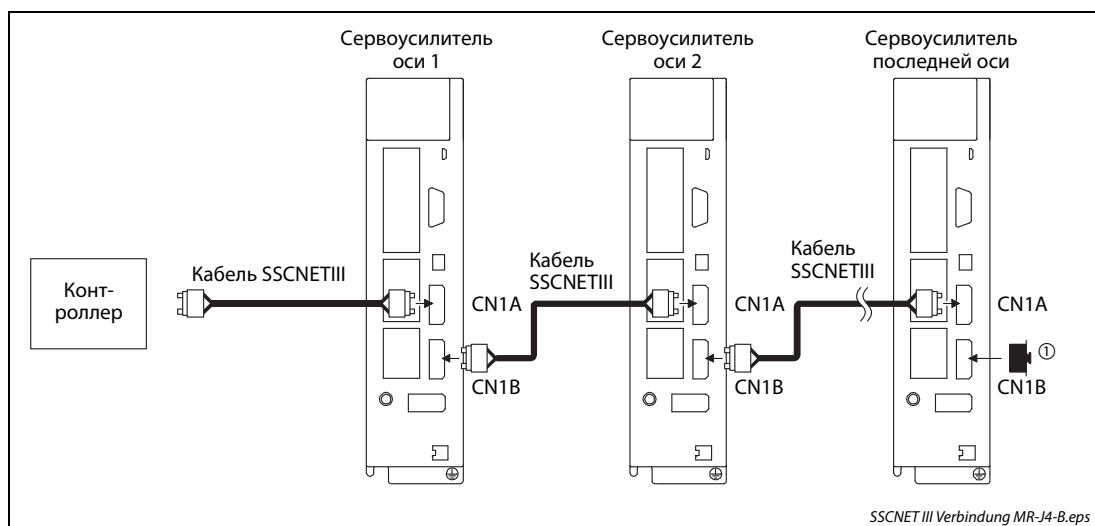 Сервоусилитель
оси 1
Сервоусилитель
оси 2
Сервоусилитель
последней оси
Конт-
роллер
Кабель SSCNETIII
CN1A
CN1B
Кабель
SSCNETIII
CN1A
CN1B
Кабель
SSCNETIII
CN1A
①
CN1B
SSCNET III Verbindung MR-J4-B.eps